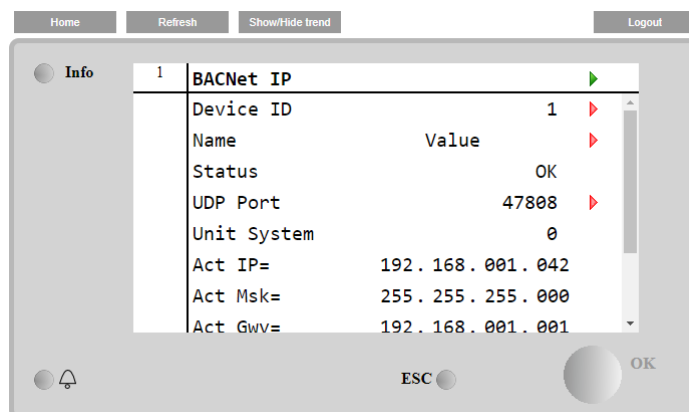 Home Refresh Show/Hide trend Logout
Info
1 BACNet IP
Device ID 1
Name Value
Status OK
UDP Port 47808
Unit System 0
Act IP= 192.168.001.042
Act Msk= 255.255.255.000
Act Gwy= 192.168.001.001
OK
ESC